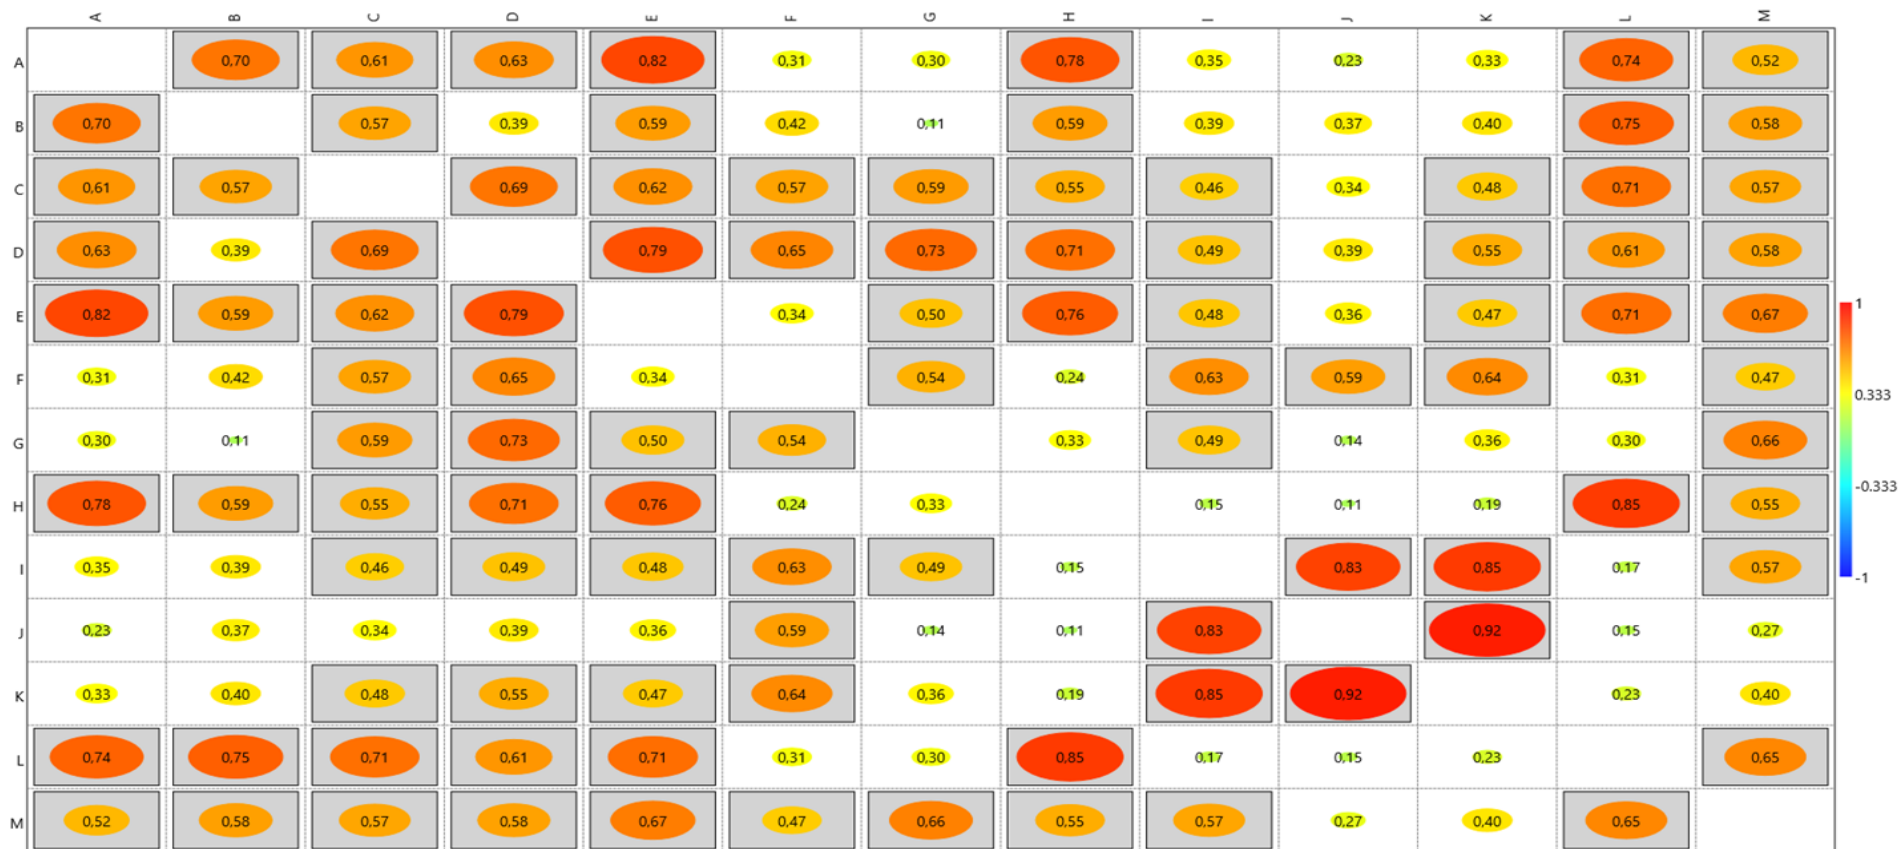 A B C D E F G H I J K L M
A 0,70 0,61 0,63 0,82 0,31 0,30 0,78 0,35 0,23 0,33 0,74 0,52
B 0,70 0,57 0,39 0,59 0,42 0,11 0,59 0,39 0,37 0,40 0,75 0,58
C 0,61 0,57 0,69 0,62 0,57 0,59 0,55 0,46 0,34 0,48 0,71 0,57
D 0,63 0,39 0,69 0,79 0,65 0,73 0,71 0,49 0,39 0,55 0,61 0,58
E 0,82 0,59 0,62 0,79 0,34 0,50 0,76 0,48 0,36 0,47 0,71 0,67
1
F 0,31 0,42 0,57 0,65 0,34 0,54 0,24 0,63 0,59 0,64 0,31 0,47
0.333
G 0,30 0,11 0,59 0,73 0,50 0,54 0,33 0,49 0,14 0,36 0,30 0,66
-0.333
H 0,78 0,59 0,55 0,71 0,76 0,24 0,33 0,15 0,11 0,19 0,85 0,55
I 0,35 0,39 0,46 0,49 0,48 0,63 0,49 0,15 0,83 0,85 0,17 0,57
-1
J 0,23 0,37 0,34 0,39 0,36 0,59 0,14 0,11 0,83 0,92 0,15 0,27
K 0,33 0,40 0,48 0,55 0,47 0,64 0,36 0,19 0,85 0,92 0,23 0,40
L 0,74 0,75 0,71 0,61 0,71 0,31 0,30 0,85 0,17 0,15 0,23 0,65
M 0,52 0,58 0,57 0,58 0,67 0,47 0,66 0,55 0,57 0,27 0,40 0,65